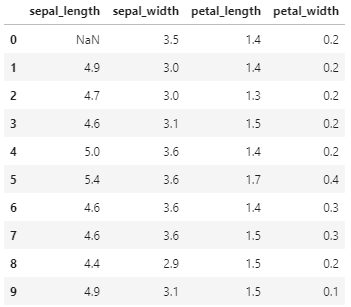 sepal_length sepal_width petal_length petal_width
0 NaN 3.5 1.4 0.2
1 4.9 3.0 1.4 0.2
2 4.7 3.0 1.3 0.2
3 4.6 3.1 1.5 0.2
4 5.0 3.6 1.4 0.2
5 5.4 3.6 1.7 0.4
6 4.6 3.6 1.4 0.3
7 4.6 3.6 1.5 0.3
8 4.4 2.9 1.5 0.2
9 4.9 3.1 1.5 0.1